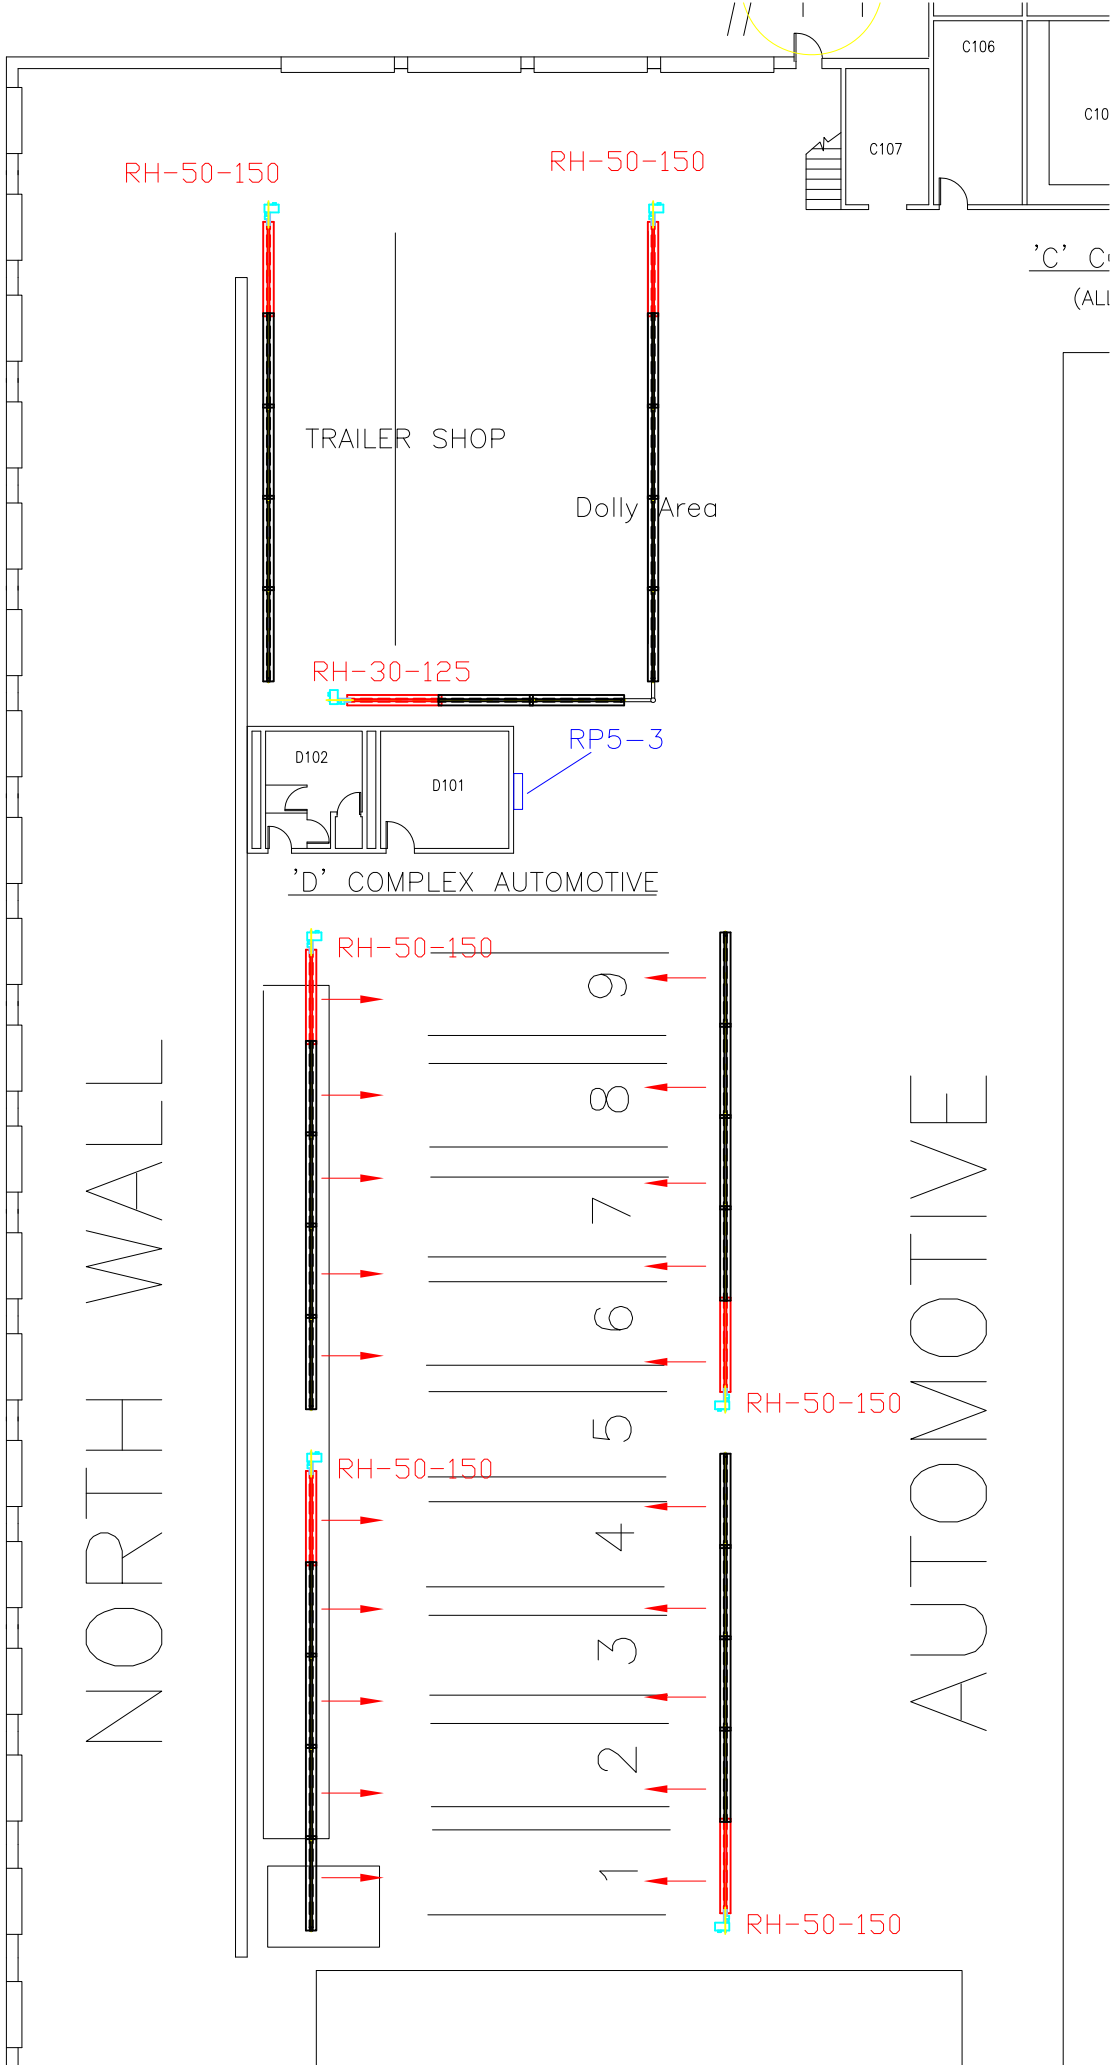 C106
C10
C107
RH-50-150
RH-50-150
'C' C
(ALL
TRAILER SHOP
Dolly Area
RH-30-125
RP5-3
D102
D101
'D' COMPLEX AUTOMOTIVE
RH-50-150
9
8
7
6
RH-50-150
5
RH-50-150
4
3
2
1
RH-50-150
NORTH WALL
AUTOMOTIVE